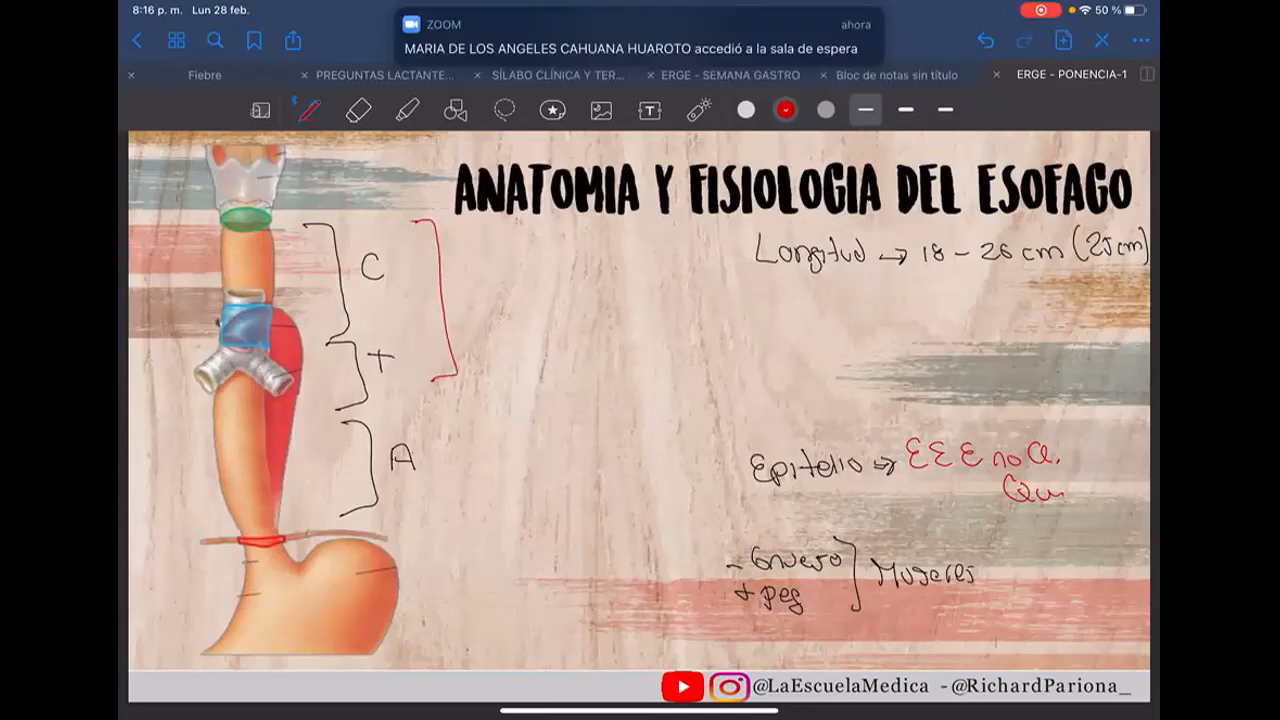 8:16 p. m. Lun 28 feb.
50 %
ZOOM
ahora
MARIA DE LOS ANGELES CAHUANA HUAROTO accedió a la sala de espera
Fiebre
PREGUNTAS LACTANTE...
SÍLABO CLÍNICA Y TER...
ERGE - SEMANA GASTRO
Bloc de notas sin título
ERGE - PONENCIA-1
ANATOMIA Y FISIOLOGIA DEL ESOFAGO
Longitud → 18 - 26 cm (25cm)
C
T
A
Epitelio → EEE no Q.
- Grueso
+ peq
Mujeres
@LaEscuelaMedica - @RichardPariona_